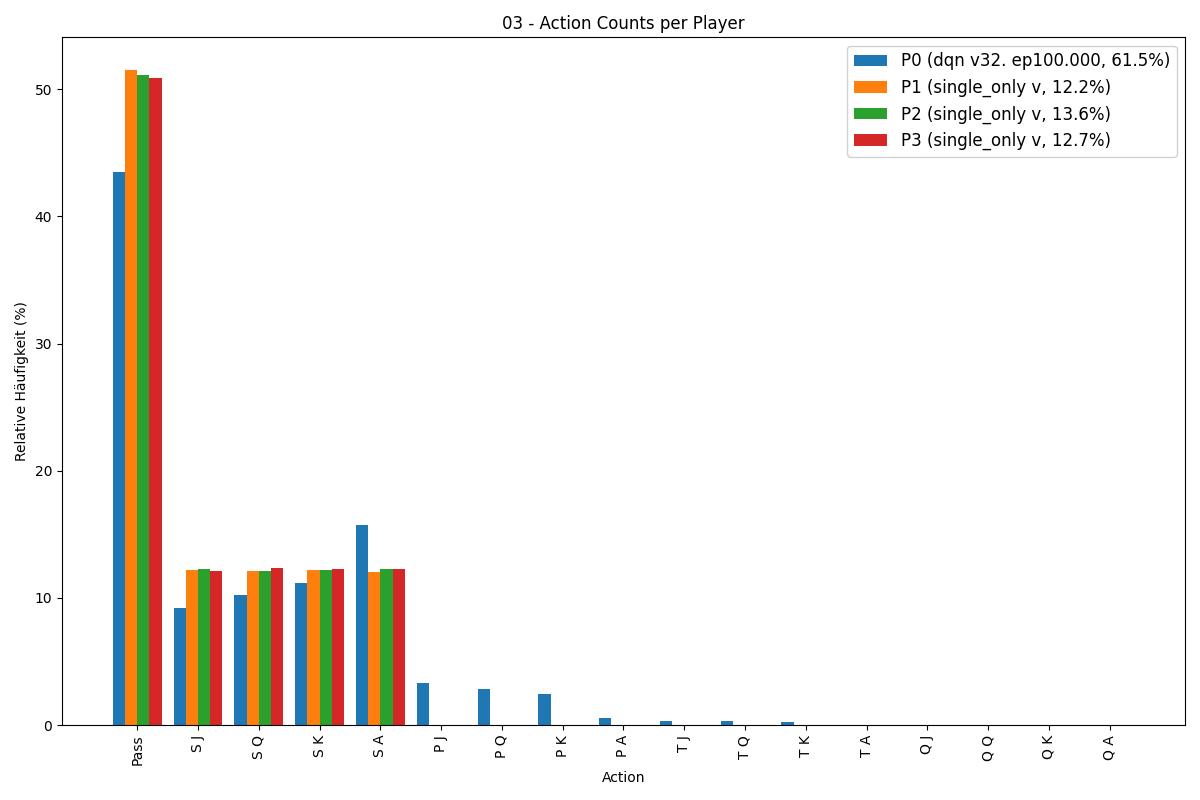 03 - Action Counts per Player
P0 (dqn v32. ep100.000, 61.5%)
P1 (single_only v, 12.2%)
P2 (single_only v, 13.6%)
P3 (single_only v, 12.7%)
Relative Häufigkeit (%)
50
40
30
20
10
0
Pass
S J
S Q
S K
S A
P J
P Q
P K
P A
T J
T Q
T K
T A
Q J
Q Q
Q K
Q A
Action